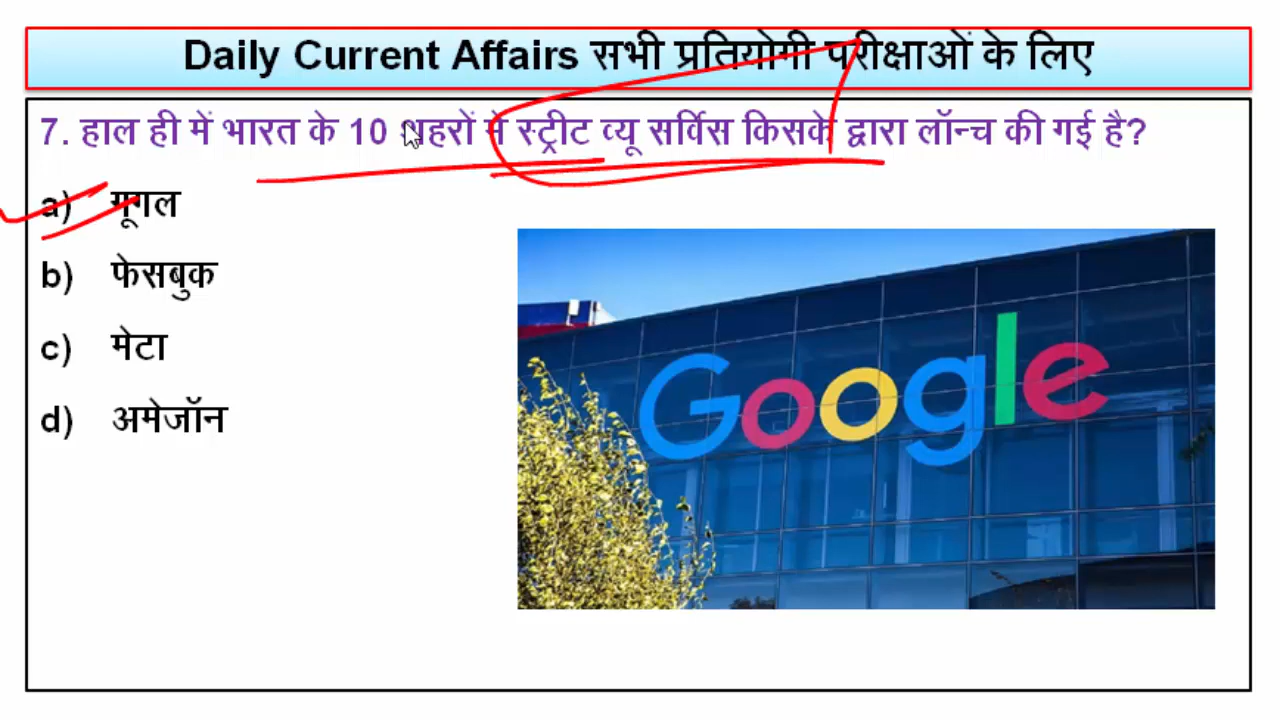 Daily Current Affairs सभी प्रतियोगी परीक्षाओं के लिए
7. हाल ही में भारत के 10 शहरों में स्ट्रीट व्यू सर्विस किसके द्वारा लॉन्च की गई है?
a) गूगल
b) फेसबुक
c) मेटा
d) अमेजॉन
Google